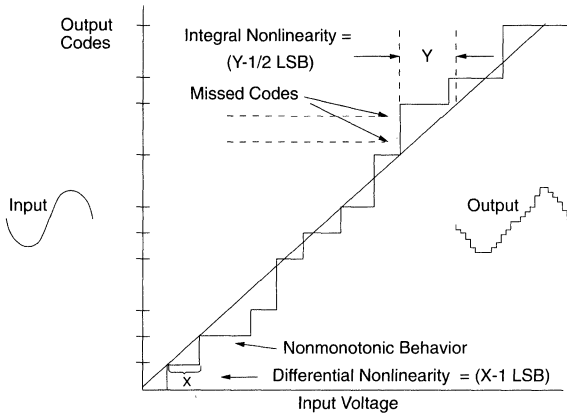 Output
Codes
Integral Nonlinearity =
(Y-1/2 LSB)
Y
Missed Codes
Input
Output
Nonmonotonic Behavior
X
Differential Nonlinearity = (X-1 LSB)
Input Voltage